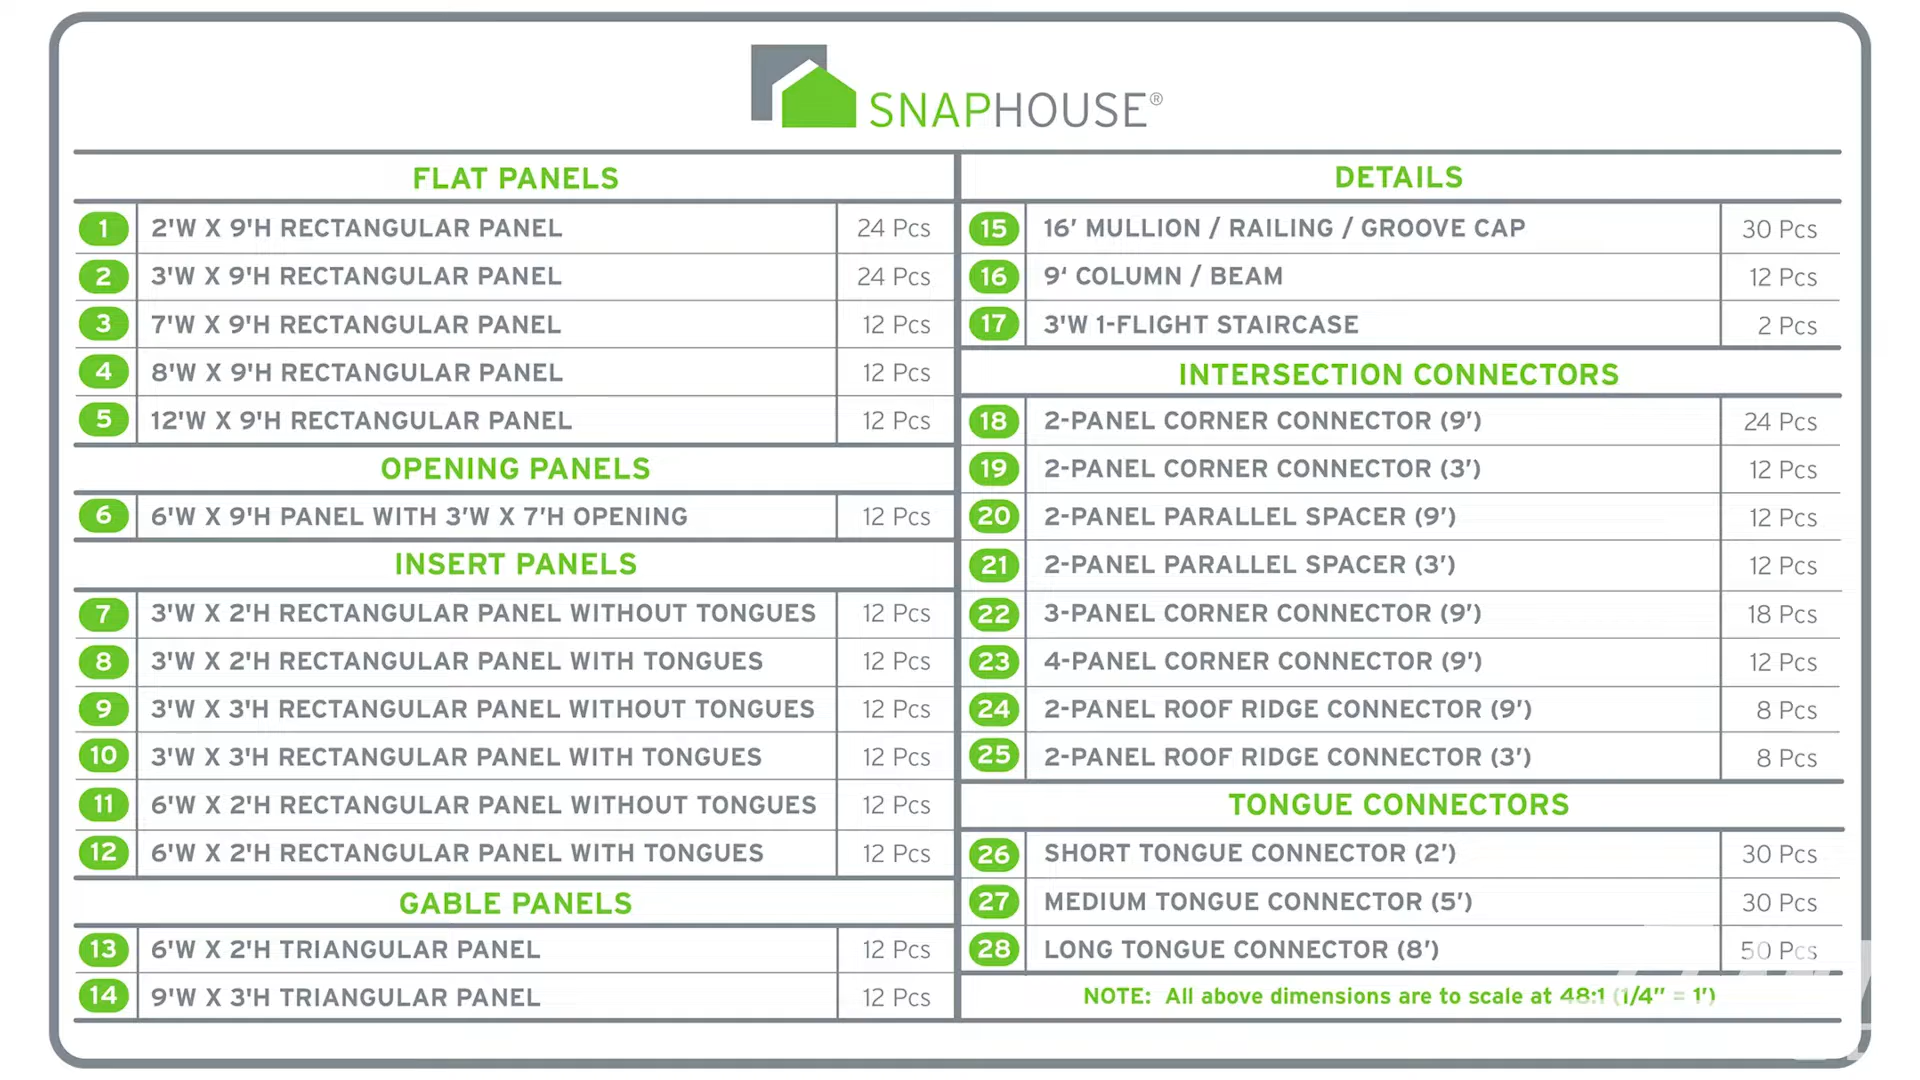 SNAPHOUSE®
FLAT PANELS
1 2'W X 9'H RECTANGULAR PANEL 24 Pcs
2 3'W X 9'H RECTANGULAR PANEL 24 Pcs
3 7'W X 9'H RECTANGULAR PANEL 12 Pcs
4 8'W X 9'H RECTANGULAR PANEL 12 Pcs
5 12'W X 9'H RECTANGULAR PANEL 12 Pcs
OPENING PANELS
6 6'W X 9'H PANEL WITH 3'W X 7'H OPENING 12 Pcs
INSERT PANELS
7 3'W X 2'H RECTANGULAR PANEL WITHOUT TONGUES 12 Pcs
8 3'W X 2'H RECTANGULAR PANEL WITH TONGUES 12 Pcs
9 3'W X 3'H RECTANGULAR PANEL WITHOUT TONGUES 12 Pcs
10 3'W X 3'H RECTANGULAR PANEL WITH TONGUES 12 Pcs
11 6'W X 2'H RECTANGULAR PANEL WITHOUT TONGUES 12 Pcs
12 6'W X 2'H RECTANGULAR PANEL WITH TONGUES 12 Pcs
GABLE PANELS
13 6'W X 2'H TRIANGULAR PANEL 12 Pcs
14 9'W X 3'H TRIANGULAR PANEL 12 Pcs
DETAILS
15 16′ MULLION / RAILING / GROOVE CAP 30 Pcs
16 9‘ COLUMN / BEAM 12 Pcs
17 3'W 1-FLIGHT STAIRCASE 2 Pcs
INTERSECTION CONNECTORS
18 2-PANEL CORNER CONNECTOR (9′) 24 Pcs
19 2-PANEL CORNER CONNECTOR (3′) 12 Pcs
20 2-PANEL PARALLEL SPACER (9′) 12 Pcs
21 2-PANEL PARALLEL SPACER (3′) 12 Pcs
22 3-PANEL CORNER CONNECTOR (9′) 18 Pcs
23 4-PANEL CORNER CONNECTOR (9′) 12 Pcs
24 2-PANEL ROOF RIDGE CONNECTOR (9′) 8 Pcs
25 2-PANEL ROOF RIDGE CONNECTOR (3′) 8 Pcs
TONGUE CONNECTORS
26 SHORT TONGUE CONNECTOR (2′) 30 Pcs
27 MEDIUM TONGUE CONNECTOR (5′) 30 Pcs
28 LONG TONGUE CONNECTOR (8′) 50 Pcs
NOTE: All above dimensions are to scale at 48:1 (1/4″ = 1′)